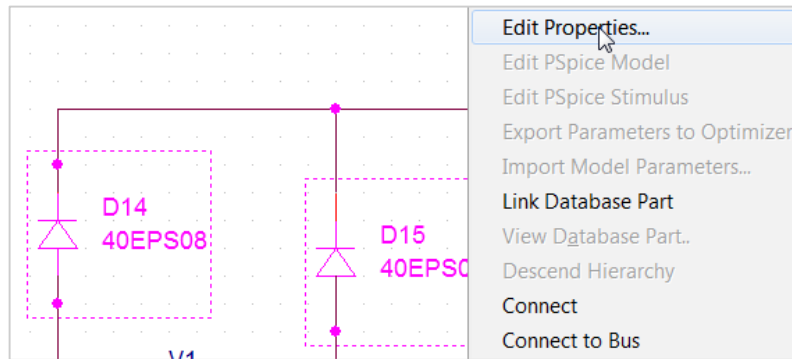 Edit Properties...
Edit PSpice Model
Edit PSpice Stimulus
Export Parameters to Optimizer
Import Model Parameters...
Link Database Part
View Database Part..
Descend Hierarchy
Connect
Connect to Bus
D14
40EPS08
D15
40EPS0
V1